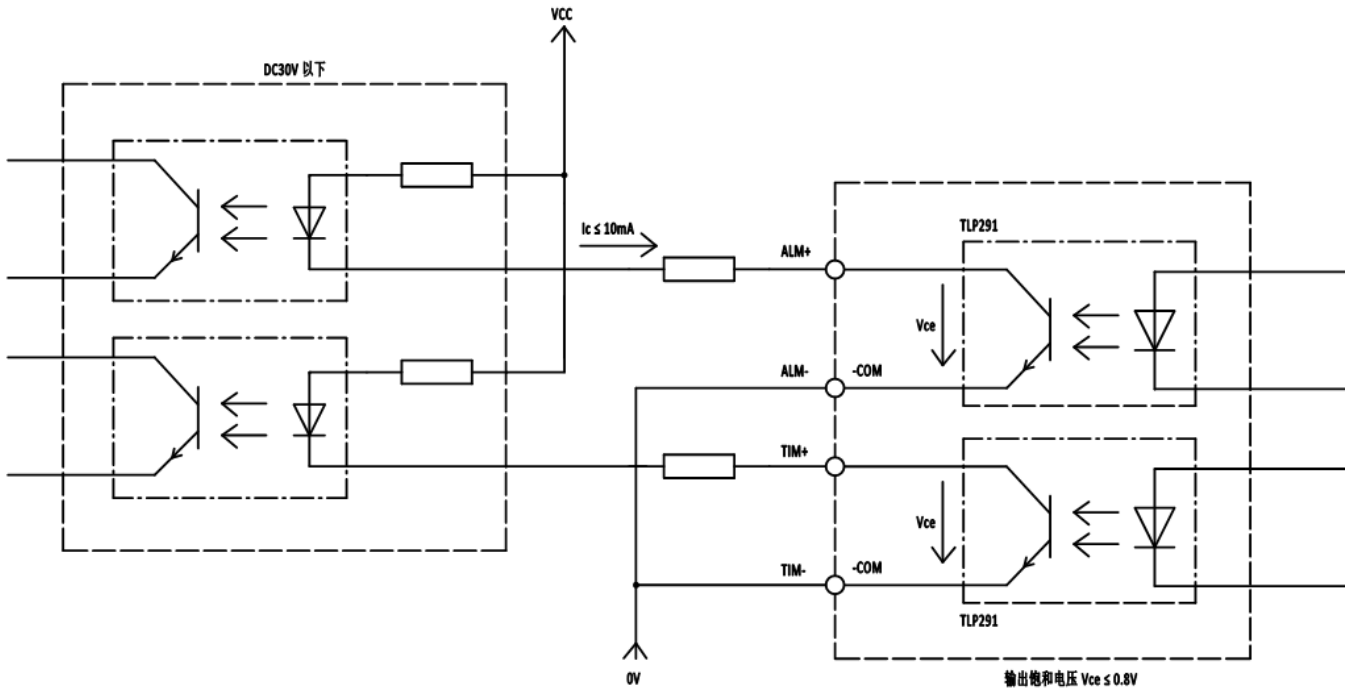 VCC
DC30V 以下
Ic ≤ 10mA
ALM+
TLP291
Vce
ALM-
-COM
TIM+
Vce
TIM-
-COM
TLP291
0V
输出饱和电压 Vce ≤ 0.8V